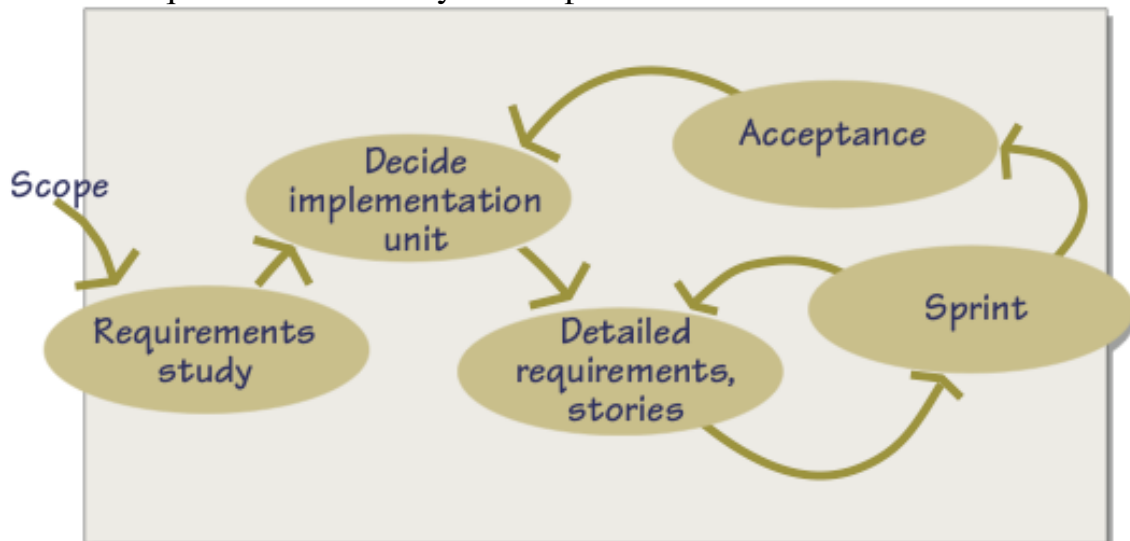 Scope
Requirements
study
Decide
implementation
unit
Detailed
requirements,
stories
Sprint
Acceptance